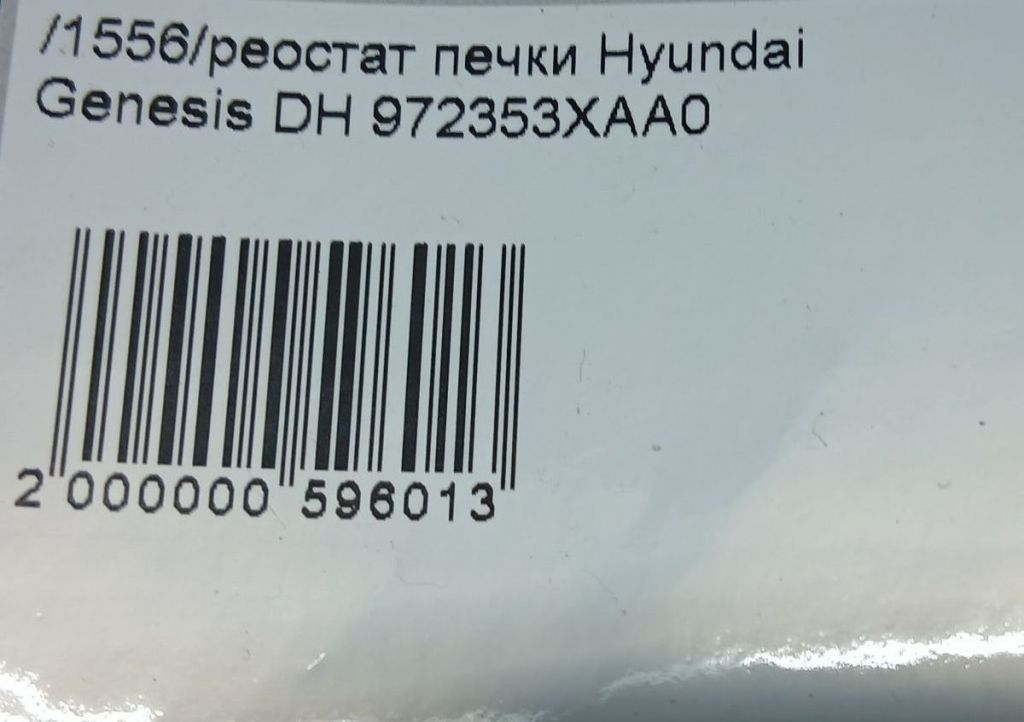 /1556/реостат печки Hyundai
Genesis DH 972353XAA0
2 000000 596013